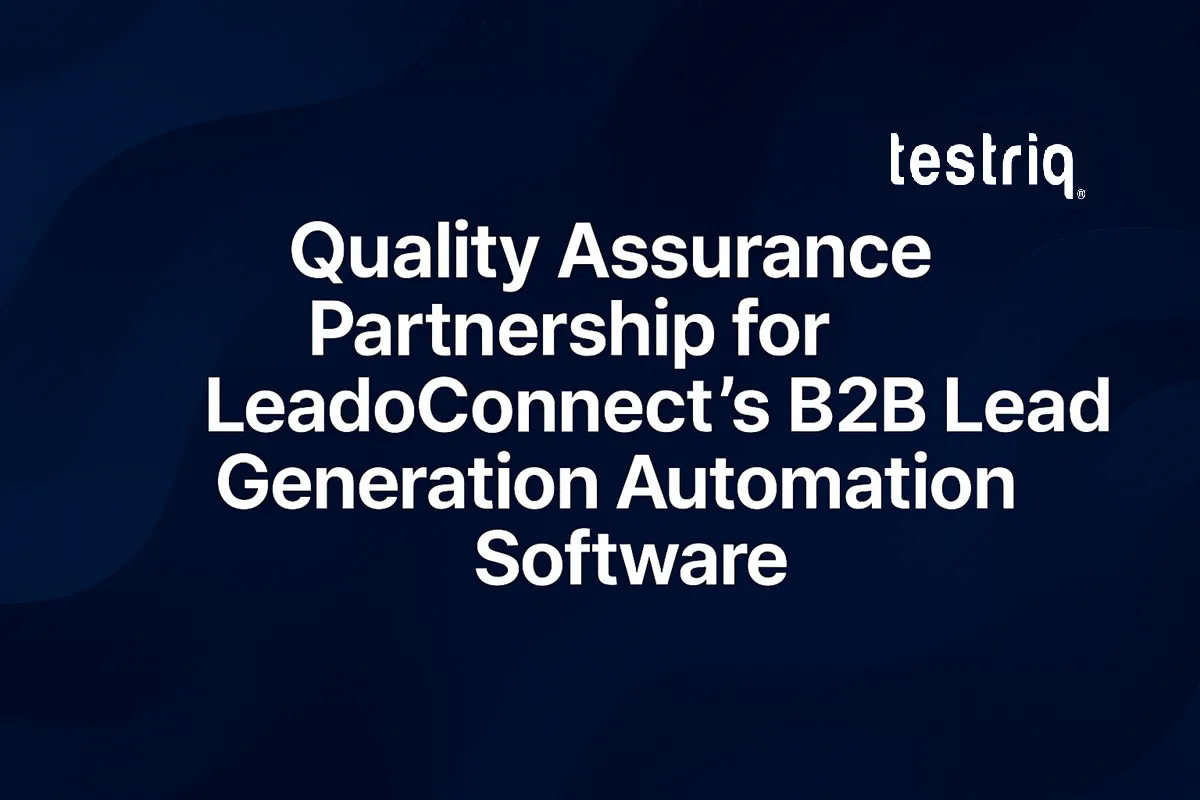 testriq®
Quality Assurance
Partnership for
LeadoConnect’s B2B Lead
Generation Automation
Software